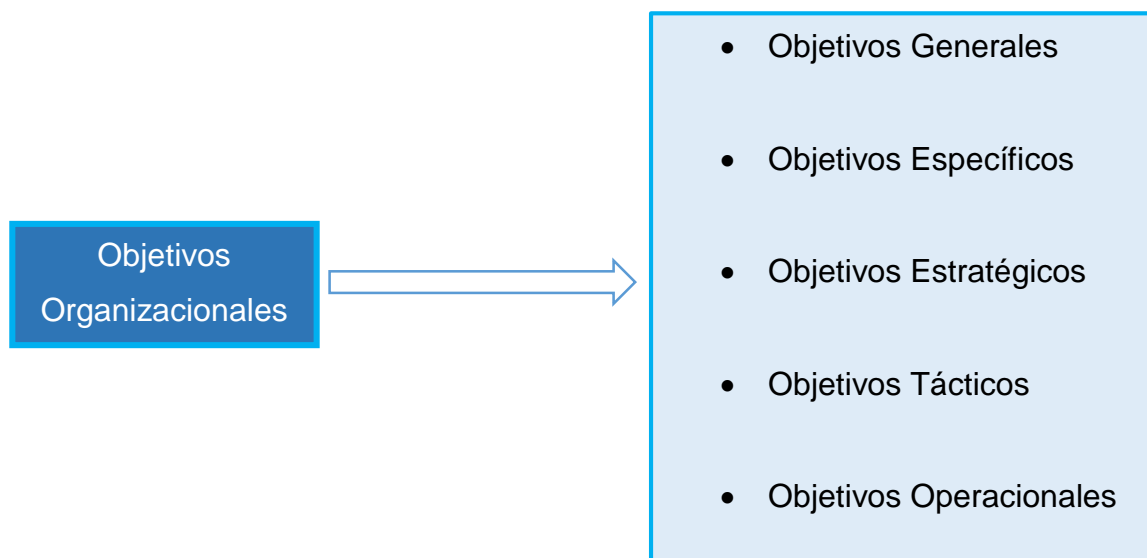 Objetivos
Organizacionales
• Objetivos Generales
• Objetivos Específicos
• Objetivos Estratégicos
• Objetivos Tácticos
• Objetivos Operacionales